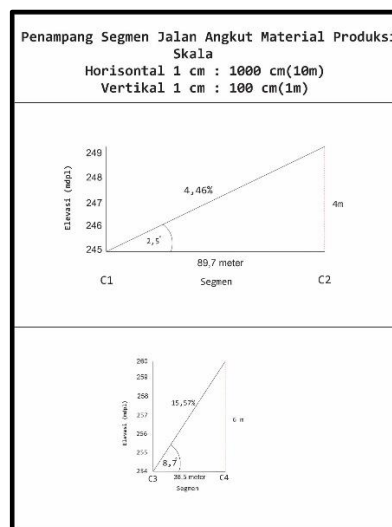 Penampang Segmen Jalan Angkut Material Produksi
Skala
Horisontal 1 cm : 1000 cm(10m)
Vertikal 1 cm : 100 cm(1m)
Elevasi (mdpl)
249
248
247
246
245
4,46%
2,5°
4m
89,7 meter
C1
Segmen
C2
Elevasi (mdpl)
260
259
258
257
256
255
254
15,57%
8,7°
6 m
38,5 meter
C3
C4
Segmen